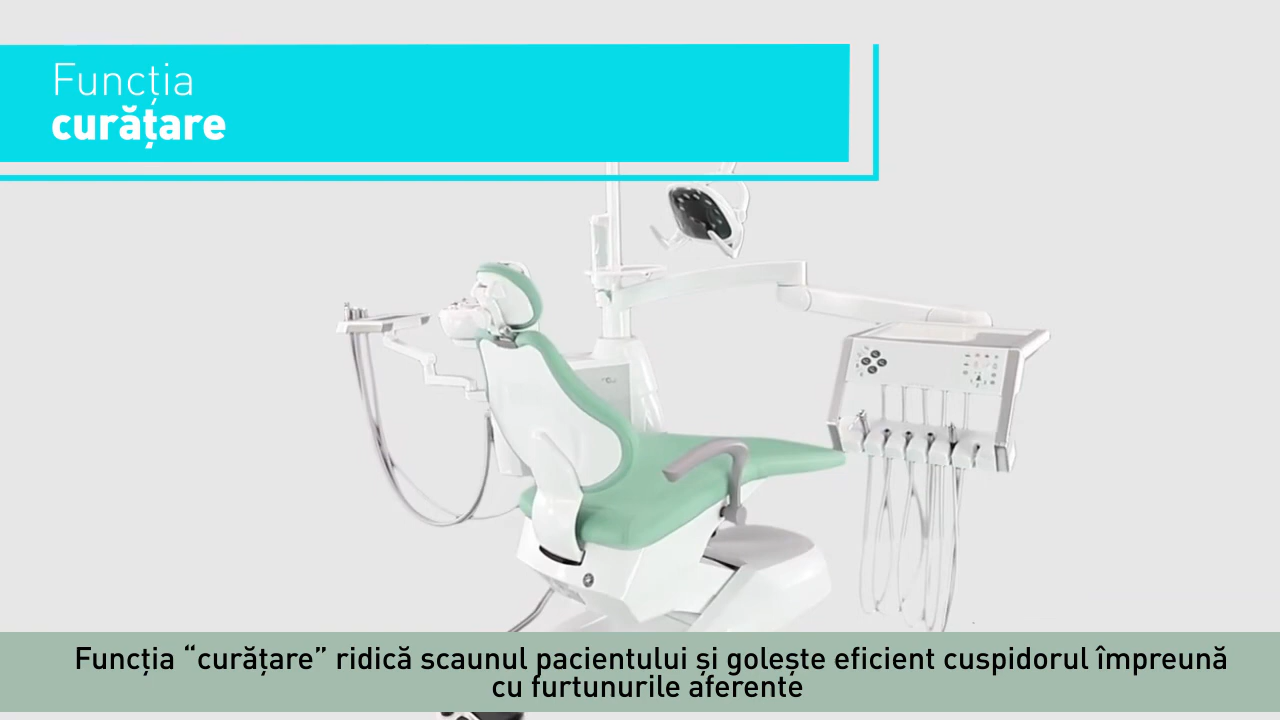 Funcția
curățare
Funcția “curățare” ridică scaunul pacientului și golește eficient cuspidorul împreună
cu furtunurile aferente